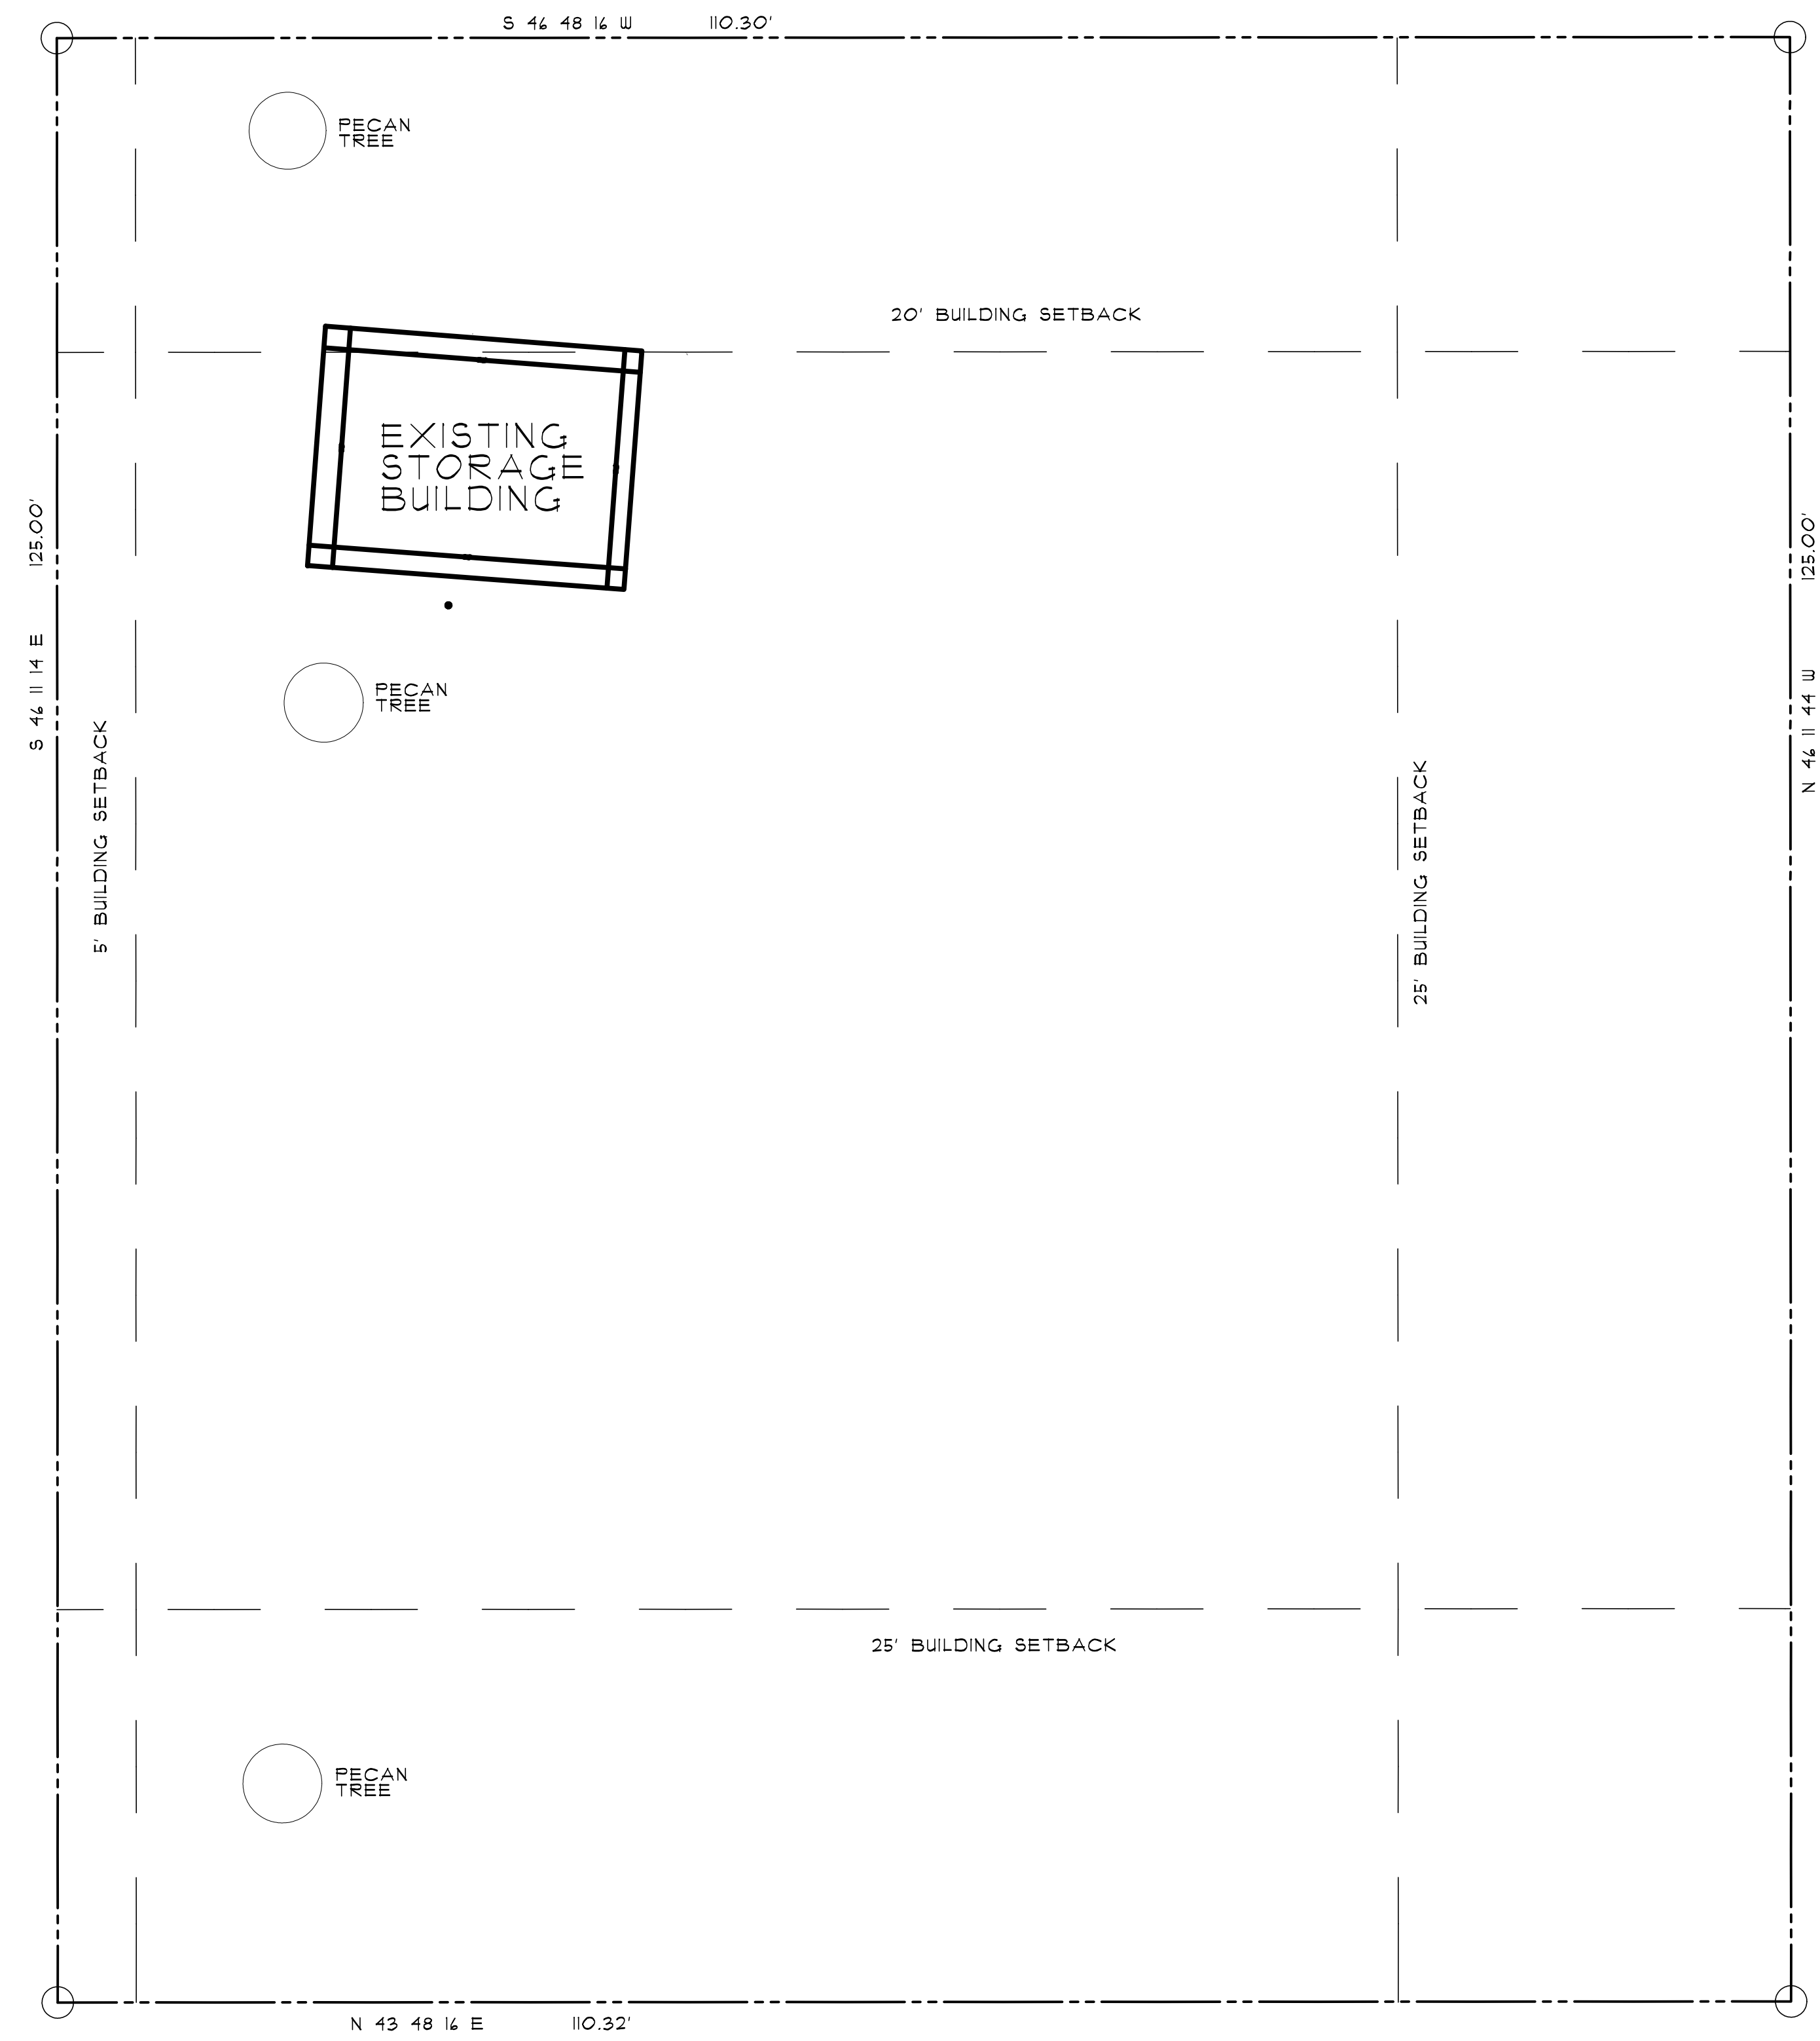 S 46 48 16 W 110.30'
PECAN
TREE
20' BUILDING SETBACK
EXISTING
STORAGE
BUILDING
S 46 11 14 E 125.00'
N 46 11 44 W 125.00'
PECAN
TREE
5' BUILDING SETBACK
25' BUILDING SETBACK
25' BUILDING SETBACK
PECAN
TREE
N 43 48 16 E 110.32'